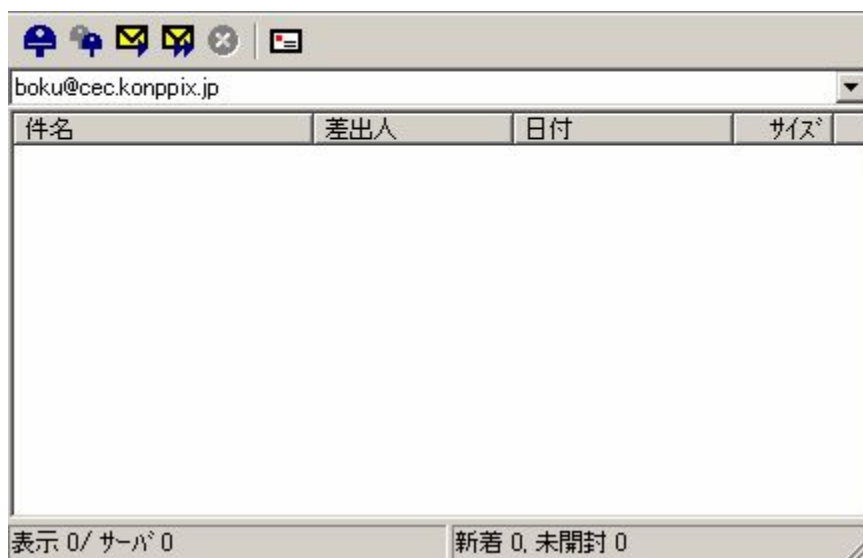 boku@cec.konppix.jp
件名 差出人 日付 ｻｲｽﾞ
表示 0/ ｻｰﾊﾞ 0 新着 0, 未開封 0